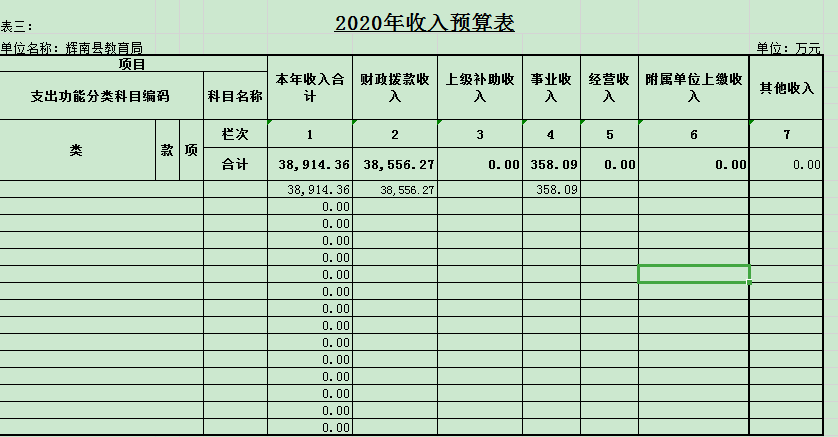 2020年收入预算表
表三：
单位名称：辉南县教育局 单位：万元
项目 本年收入合计 财政拨款收入 上级补助收入 事业收入 经营收入 附属单位上缴收入 其他收入
支出功能分类科目编码 科目名称
类 款 项 栏次 1 2 3 4 5 6 7
合计 38,914.36 38,556.27 0.00 358.09 0.00 0.00 0.00
38,914.36 38,556.27 358.09
0.00
0.00
0.00
0.00
0.00
0.00
0.00
0.00
0.00
0.00
0.00
0.00
0.00
0.00